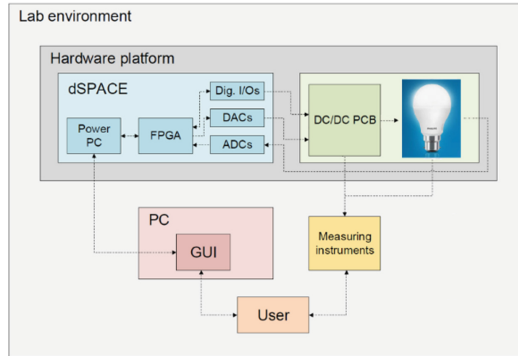 Lab environment
Hardware platform
dSPACE
Dig. I/Os
DACs
ADCs
Power
PC
FPGA
DC/DC PCB
PC
GUI
Measuring
instruments
User